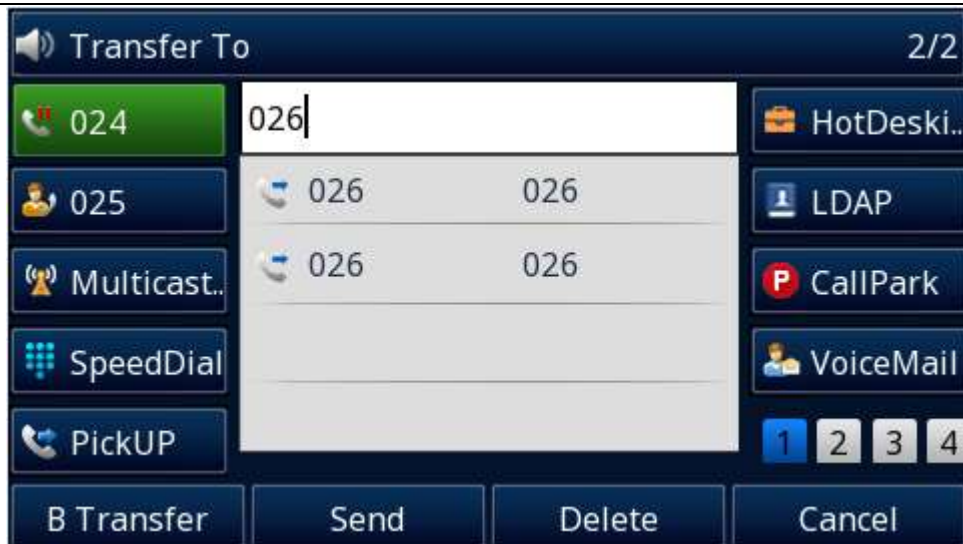 Transfer To 2/2
024
026
HotDeski..
025
026 026
LDAP
Multicast..
026 026
P CallPark
SpeedDial
VoiceMail
PickUP
1 2 3 4
B Transfer Send Delete Cancel